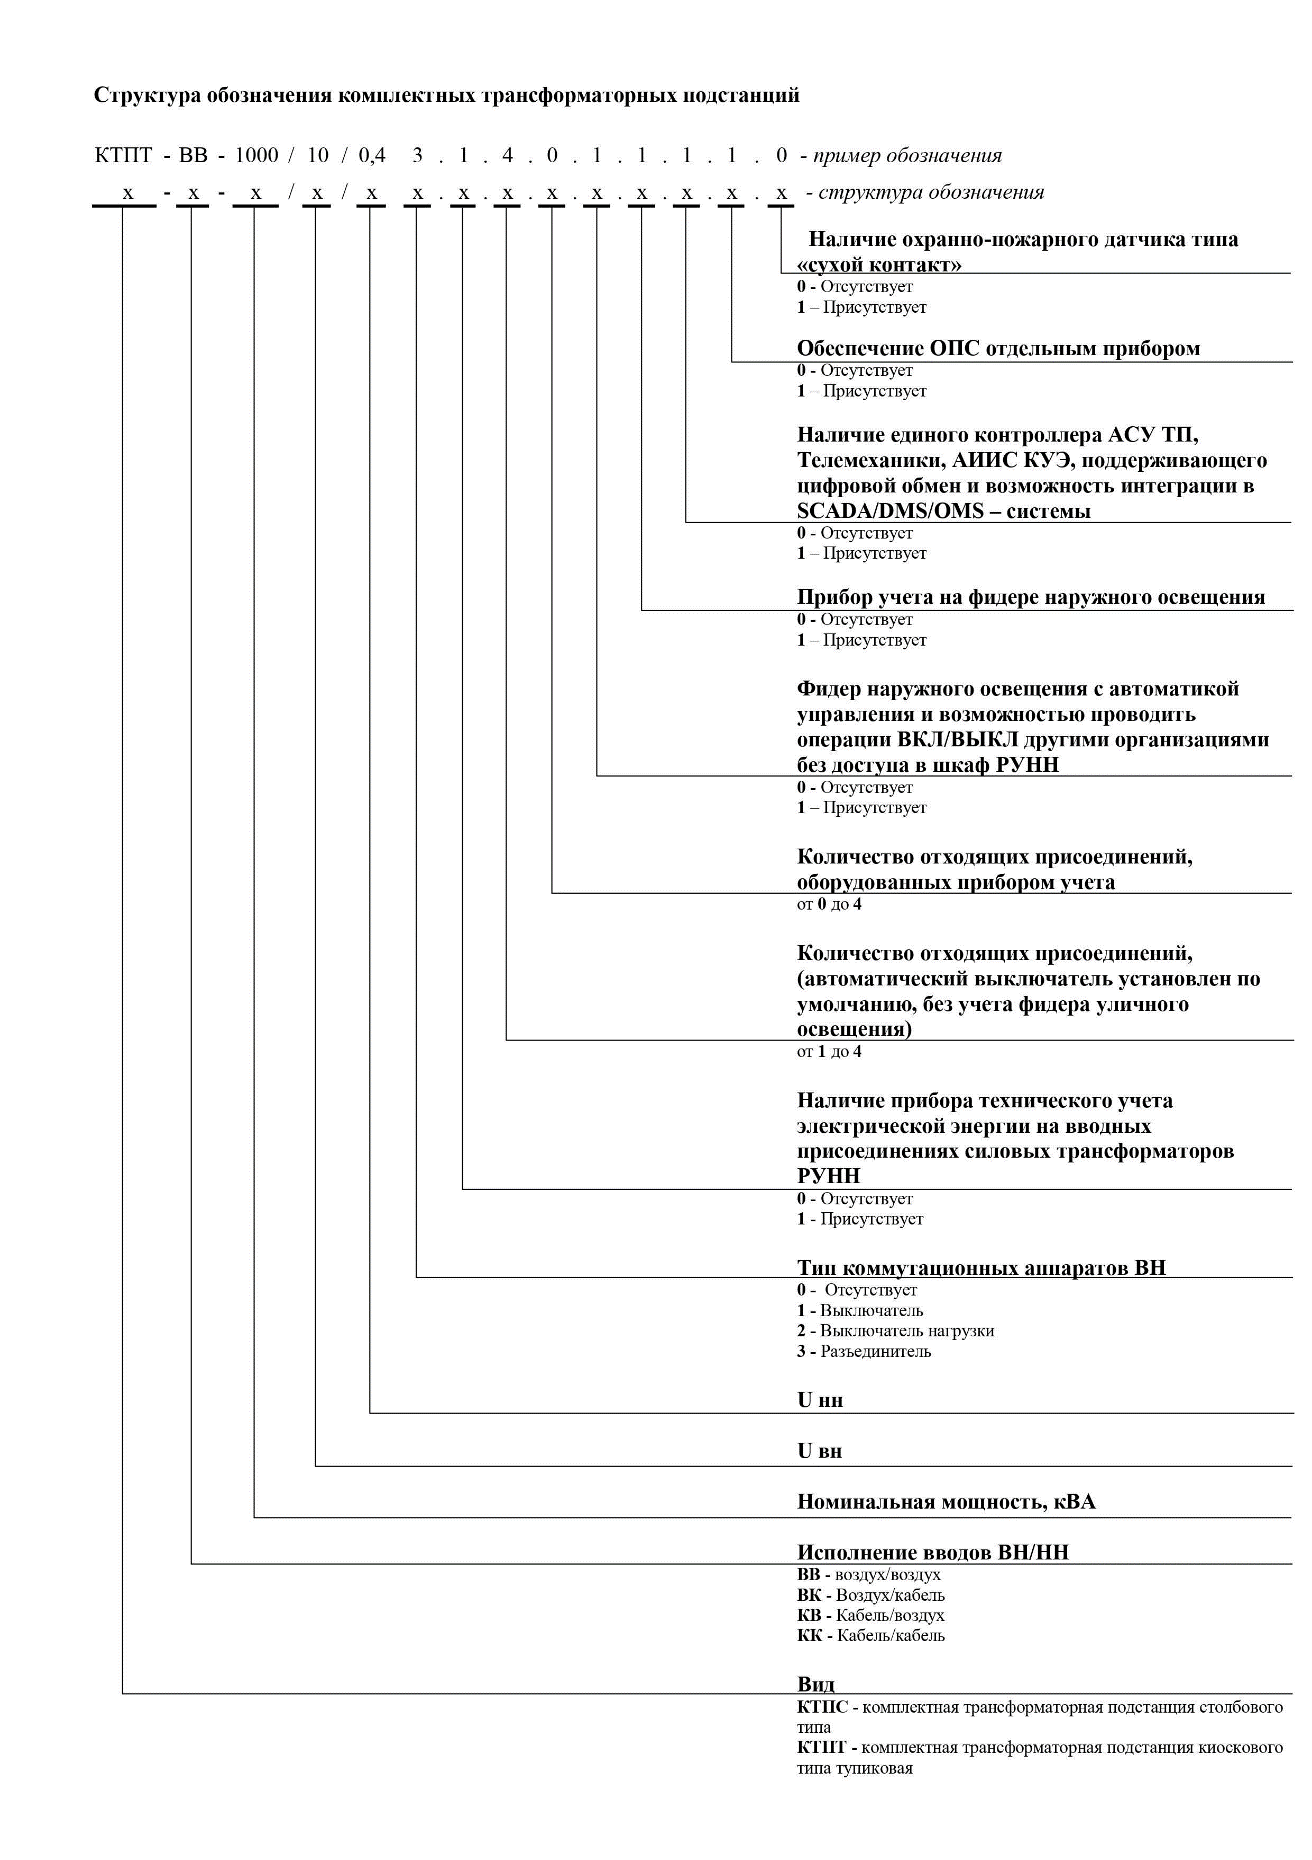 Структура обозначения комплектных трансформаторных подстанций
КТПТ - ВВ - 1000 / 10 / 0,4 3 . 1 . 4 . 0 . 1 . 1 . 1 . 1 . 0 - пример обозначения
x - x - x / x / x x . x . x . x . x . x . x . x . x - структура обозначения
Наличие охранно-пожарного датчика типа
«сухой контакт»
0 - Отсутствует
1 – Присутствует
Обеспечение ОПС отдельным прибором
0 - Отсутствует
1 – Присутствует
Наличие единого контроллера АСУ ТП,
Телемеханики, АИИС КУЭ, поддерживающего
цифровой обмен и возможность интеграции в
SCADA/DMS/OMS – системы
0 - Отсутствует
1 – Присутствует
Прибор учета на фидере наружного освещения
0 - Отсутствует
1 – Присутствует
Фидер наружного освещения с автоматикой
управления и возможностью проводить
операции ВКЛ/ВЫКЛ другими организациями
без доступа в шкаф РУНН
0 - Отсутствует
1 – Присутствует
Количество отходящих присоединений,
оборудованных прибором учета
от 0 до 4
Количество отходящих присоединений,
(автоматический выключатель установлен по
умолчанию, без учета фидера уличного
освещения)
от 1 до 4
Наличие прибора технического учета
электрической энергии на вводных
присоединениях силовых трансформаторов
РУНН
0 - Отсутствует
1 - Присутствует
Тип коммутационных аппаратов ВН
0 - Отсутствует
1 - Выключатель
2 - Выключатель нагрузки
3 - Разъединитель
U нн
U вн
Номинальная мощность, кВА
Исполнение вводов ВН/НН
ВВ - воздух/воздух
ВК - Воздух/кабель
КВ - Кабель/воздух
КК - Кабель/кабель
Вид
КТПС - комплектная трансформаторная подстанция столбового
типа
КТПТ - комплектная трансформаторная подстанция киоскового
типа тупиковая